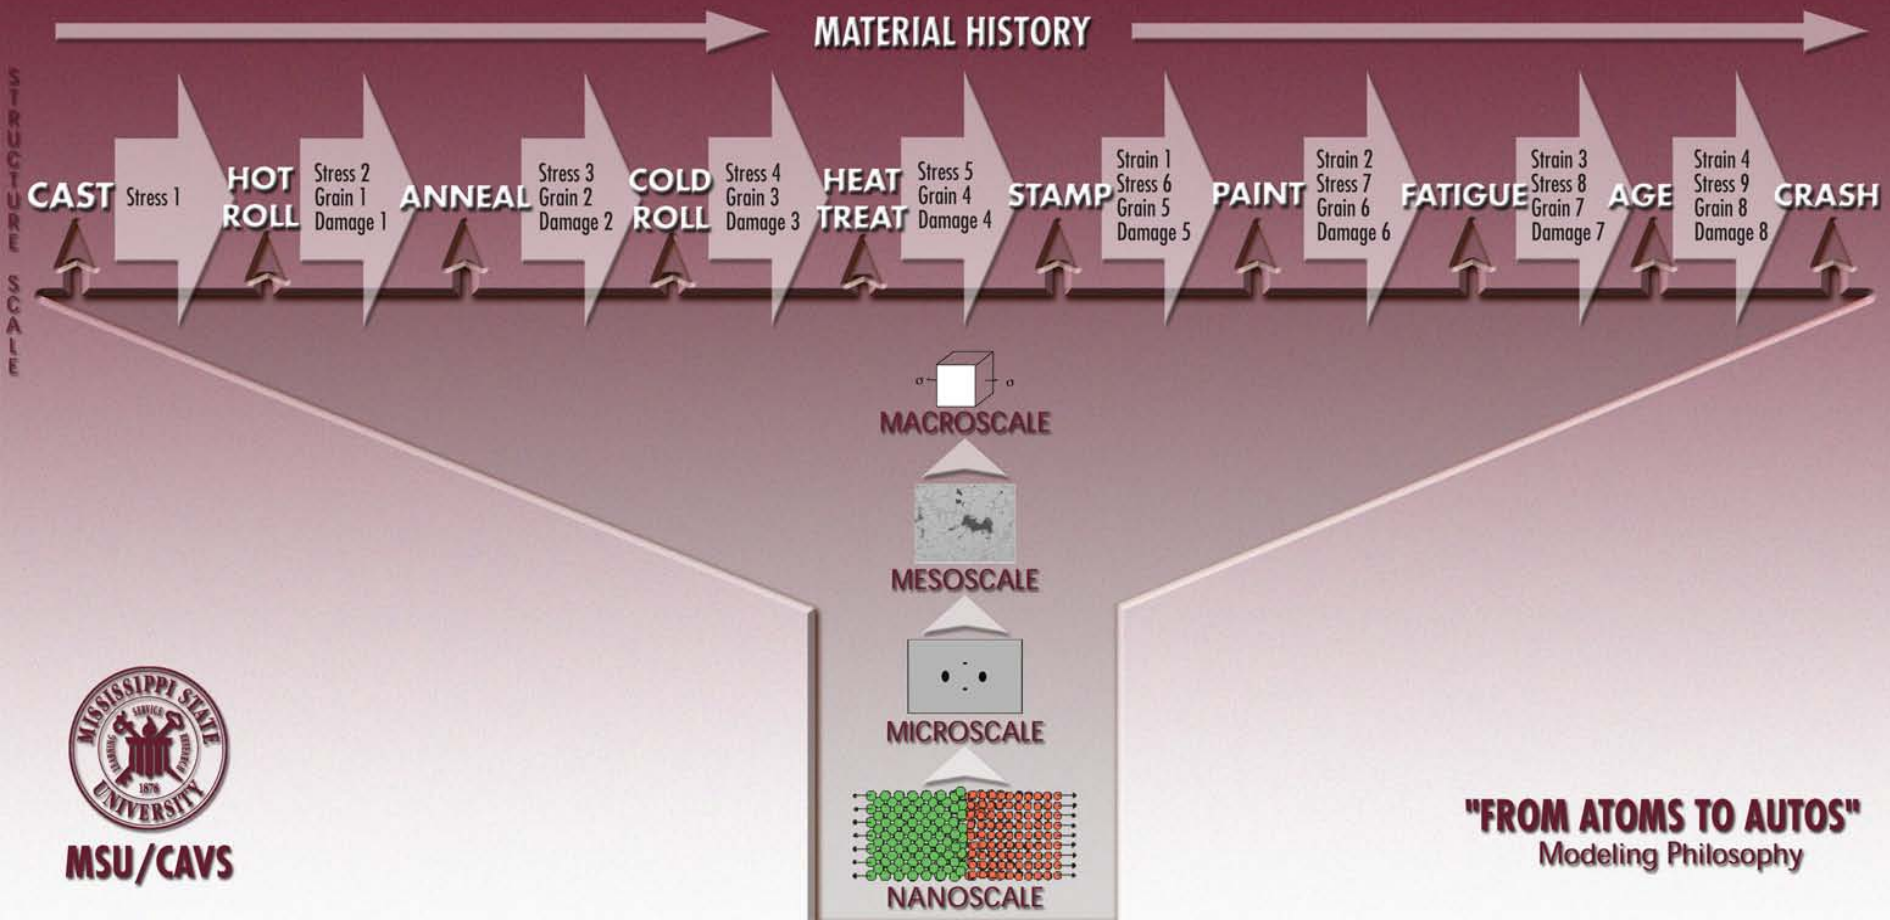 MATERIAL HISTORY
STRUCTURE SCALE
CAST
Stress 1
HOT
ROLL
Stress 2
Grain 1
Damage 1
ANNEAL
Stress 3
Grain 2
Damage 2
COLD
ROLL
Stress 4
Grain 3
Damage 3
HEAT
TREAT
Stress 5
Grain 4
Damage 4
STAMP
Strain 1
Stress 6
Grain 5
Damage 5
PAINT
Strain 2
Stress 7
Grain 6
Damage 6
FATIGUE
Strain 3
Stress 8
Grain 7
Damage 7
AGE
Strain 4
Stress 9
Grain 8
Damage 8
CRASH
σ σ
MACROSCALE
MESOSCALE
MICROSCALE
NANOSCALE
MISSISSIPPI STATE
UNIVERSITY
LEARNING
SERVICE
RESEARCH
1878
MSU/CAVS
"FROM ATOMS TO AUTOS"
Modeling Philosophy